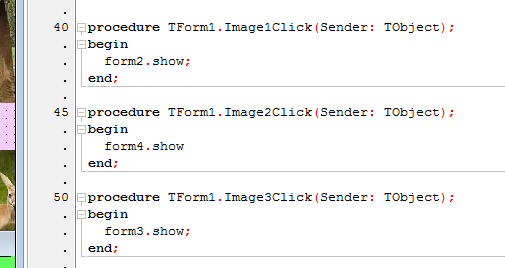 .
40 procedure TForm1.Image1Click(Sender: TObject);
. begin
. form2.show;
. end;
.
45 procedure TForm1.Image2Click(Sender: TObject);
. begin
. form4.show
. end;
.
50 procedure TForm1.Image3Click(Sender: TObject);
. begin
. form3.show;
. end;
.